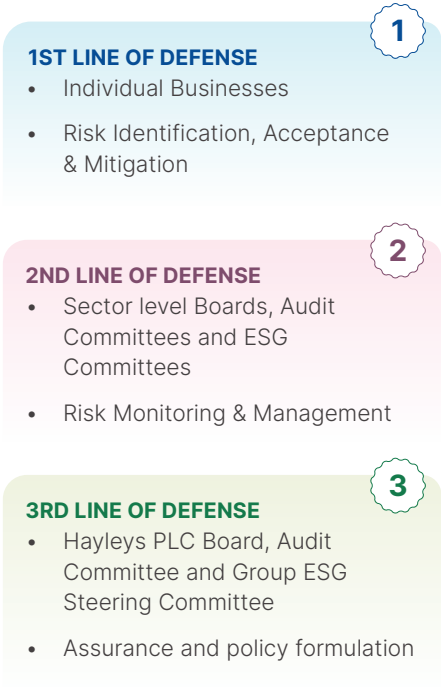 1
1ST LINE OF DEFENSE
• Individual Businesses
• Risk Identification, Acceptance
& Mitigation
2
2ND LINE OF DEFENSE
• Sector level Boards, Audit
Committees and ESG
Committees
• Risk Monitoring & Management
3
3RD LINE OF DEFENSE
• Hayleys PLC Board, Audit
Committee and Group ESG
Steering Committee
• Assurance and policy formulation